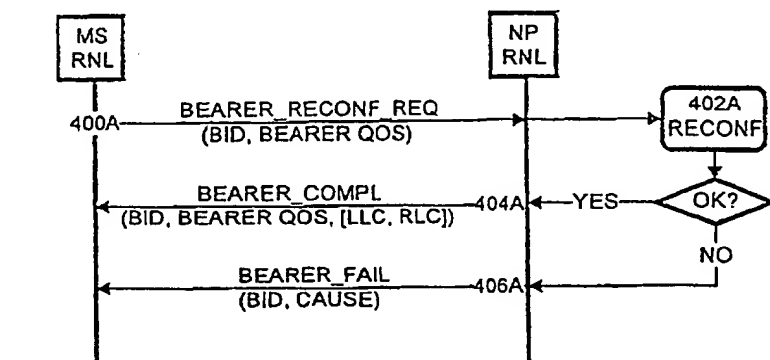 MS
RNL
NP
RNL
400A
BEARER_RECONF_REQ
(BID, BEARER QOS)
402A
RECONF
BEARER_COMPL
(BID, BEARER QOS, [LLC, RLC])
404A
YES
OK?
NO
BEARER_FAIL
(BID, CAUSE)
406A